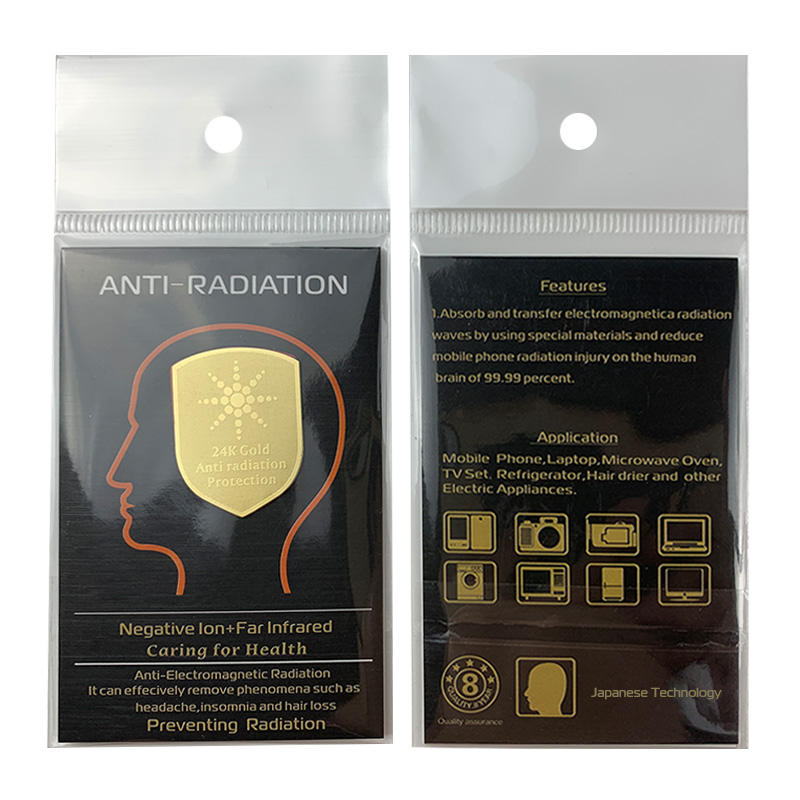 ANTI-RADIATION
24K Gold
Anti radiation
Protection
Negative Ion+Far Infrared
Caring for Health
Anti-Electromagnetic Radiation
It can effecively remove phenomena such as
headache,insomnia and hair loss
Preventing Radiation
Features
1.Absorb and transfer electromagnetica radiation
waves by using special materials and reduce
mobile phone radiation injury on the human
brain of 99.99 percent.
Application
Mobile Phone,Laptop,Microwave Oven,
TV Set, Refrigerator,Hair drier and other
Electric Appliances.
8
Quality assurance
Japanese Technology